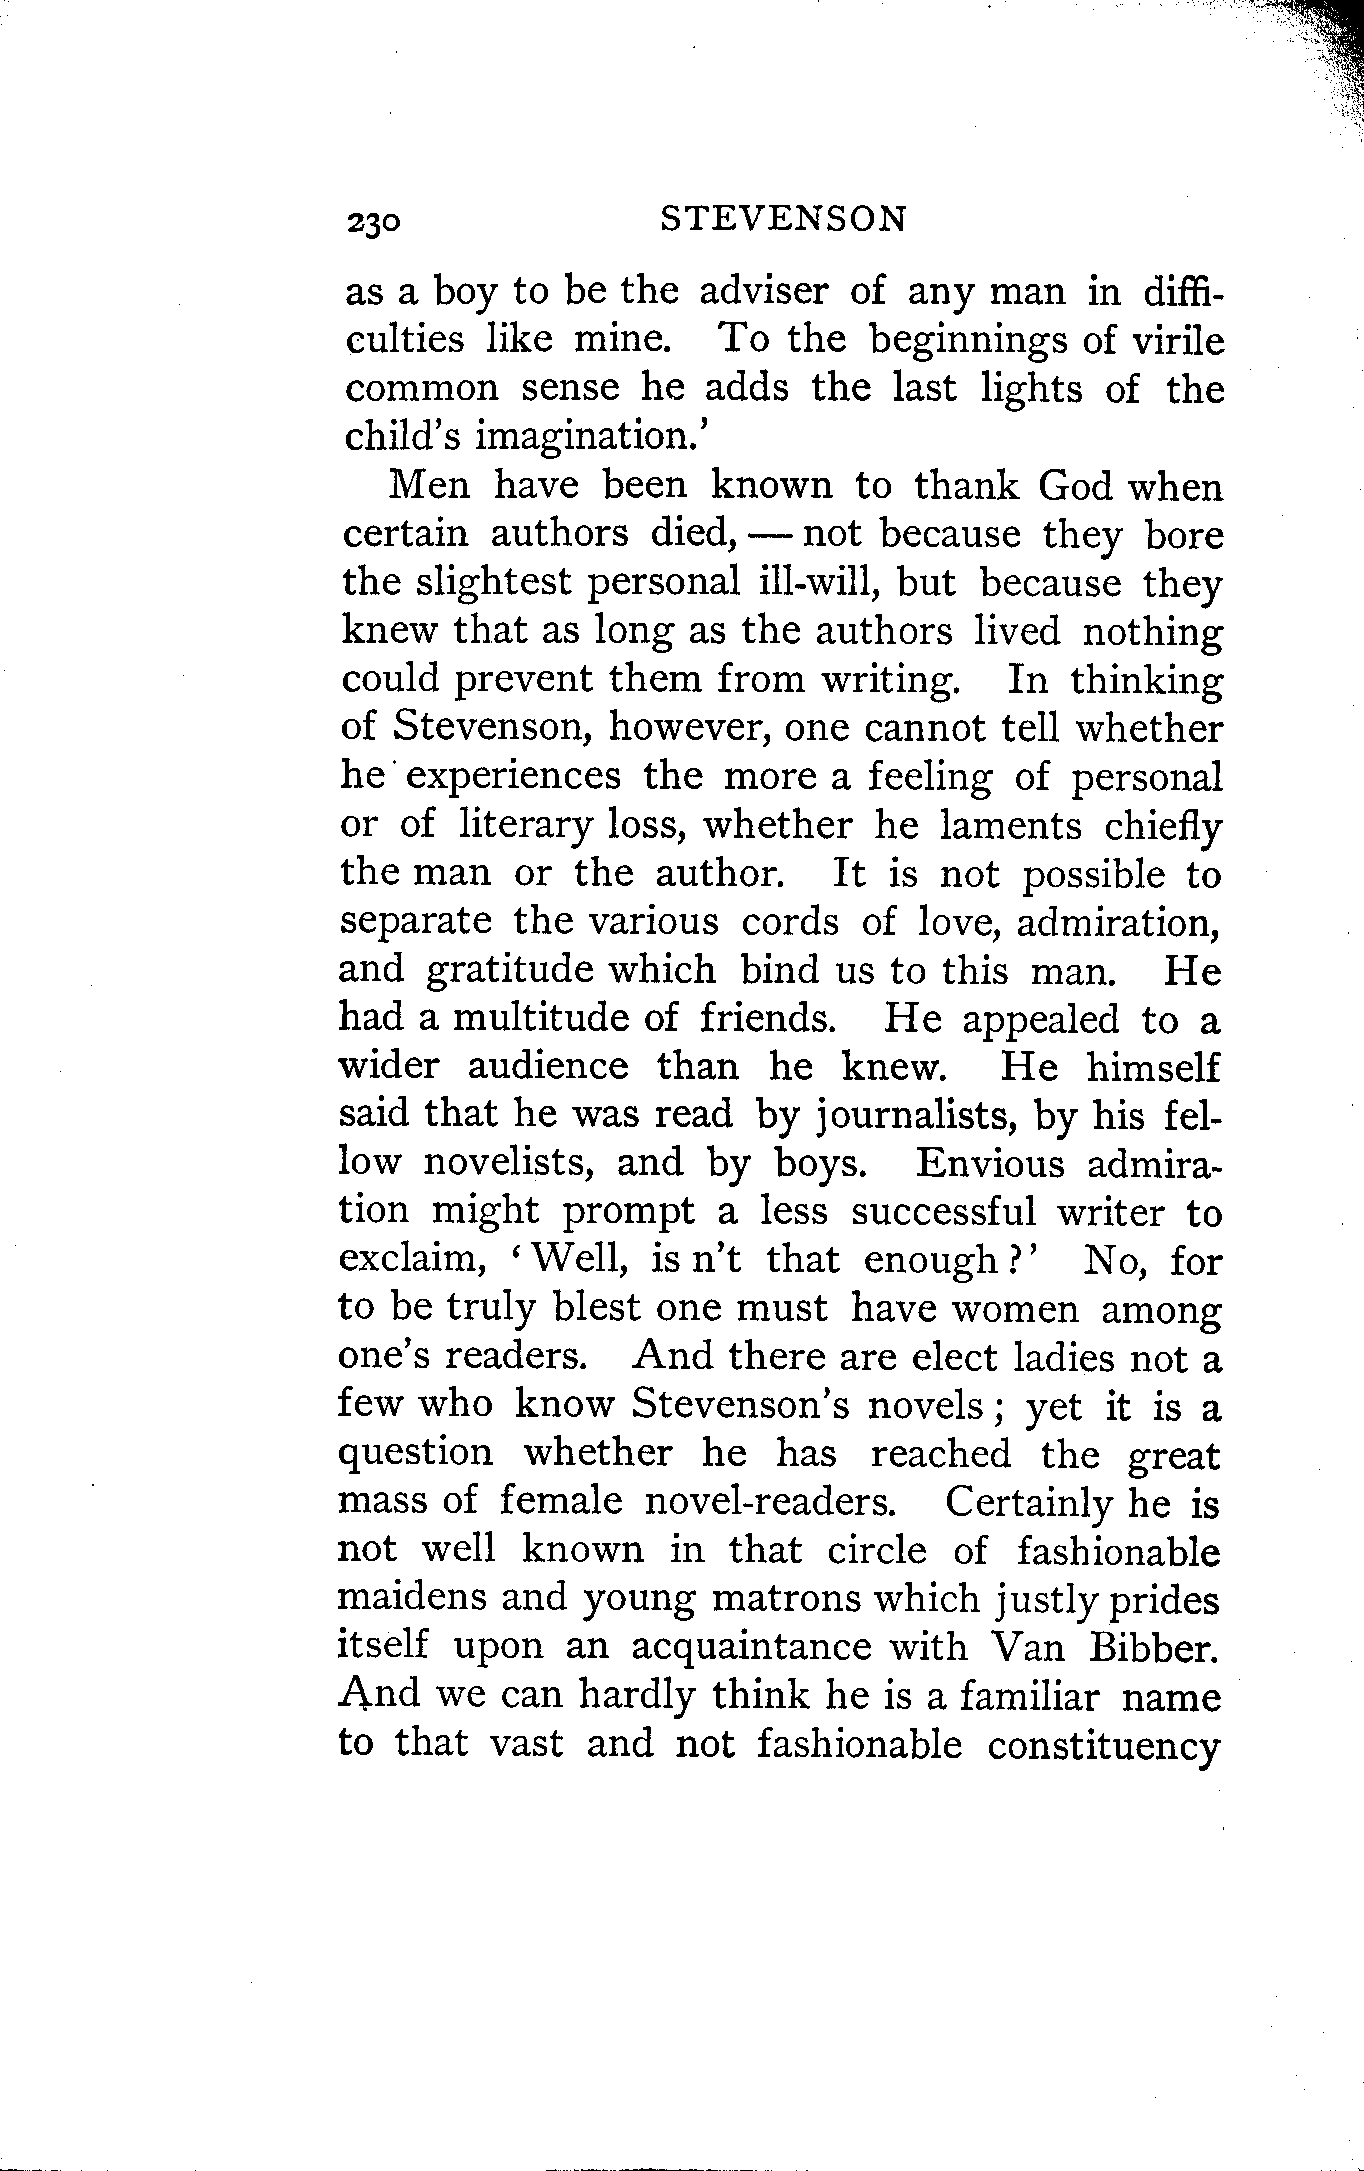 230 STEVENSON
as a boy to be the adviser of any man in diffi-
culties like mine. To the beginnings of virile
common sense he adds the last lights of the
child's imagination.'
Men have been known to thank God when
certain authors died, — not because they bore
the slightest personal ill-will, but because they
knew that as long as the authors lived nothing
could prevent them from writing. In thinking
of Stevenson, however, one cannot tell whether
he experiences the more a feeling of personal
or of literary loss, whether he laments chiefly
the man or the author. It is not possible to
separate the various cords of love, admiration,
and gratitude which bind us to this man. He
had a multitude of friends. He appealed to a
wider audience than he knew. He himself
said that he was read by journalists, by his fel-
low novelists, and by boys. Envious admira-
tion might prompt a less successful writer to
exclaim, ‘Well, is n't that enough?’ No, for
to be truly blest one must have women among
one's readers. And there are elect ladies not a
few who know Stevenson's novels; yet it is a
question whether he has reached the great
mass of female novel-readers. Certainly he is
not well known in that circle of fashionable
maidens and young matrons which justly prides
itself upon an acquaintance with Van Bibber.
And we can hardly think he is a familiar name
to that vast and not fashionable constituency